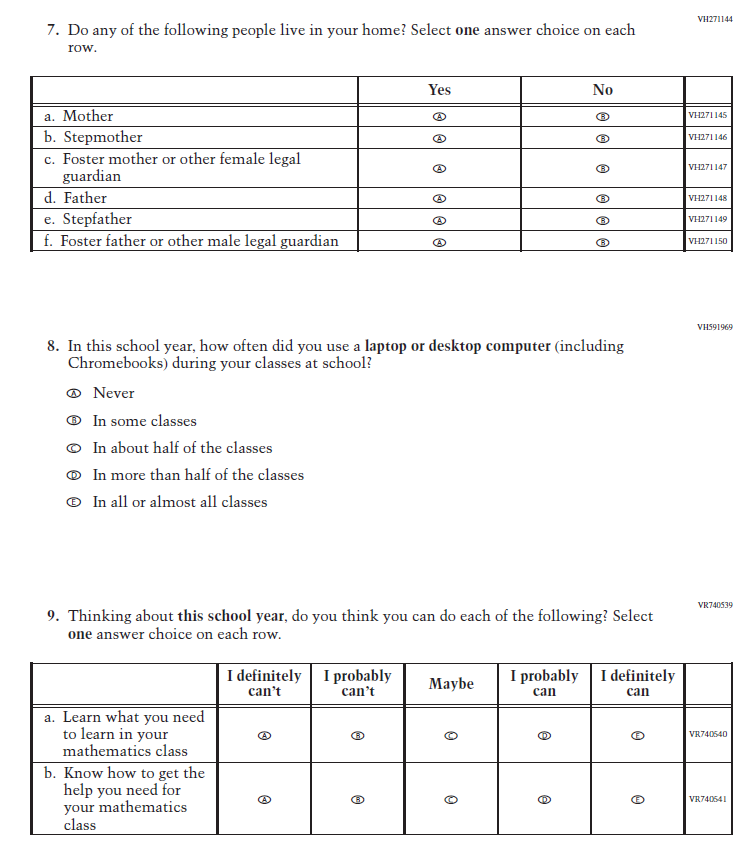 VH271144
7. Do any of the following people live in your home? Select one answer choice on each
row.
Yes No
a. Mother Ⓐ Ⓑ VH271145
b. Stepmother Ⓐ Ⓑ VH271146
c. Foster mother or other female legal
guardian Ⓐ Ⓑ VH271147
d. Father Ⓐ Ⓑ VH271148
e. Stepfather Ⓐ Ⓑ VH271149
f. Foster father or other male legal guardian Ⓐ Ⓑ VH271150
VH591969
8. In this school year, how often did you use a laptop or desktop computer (including
Chromebooks) during your classes at school?
Ⓐ Never
Ⓑ In some classes
Ⓒ In about half of the classes
Ⓓ In more than half of the classes
Ⓔ In all or almost all classes
VR740539
9. Thinking about this school year, do you think you can do each of the following? Select
one answer choice on each row.
I definitely can't I probably can't Maybe I probably can I definitely can
a. Learn what you need
to learn in your
mathematics class Ⓐ Ⓑ Ⓒ Ⓓ Ⓔ VR740540
b. Know how to get the
help you need for
your mathematics
class Ⓐ Ⓑ Ⓒ Ⓓ Ⓔ VR740541